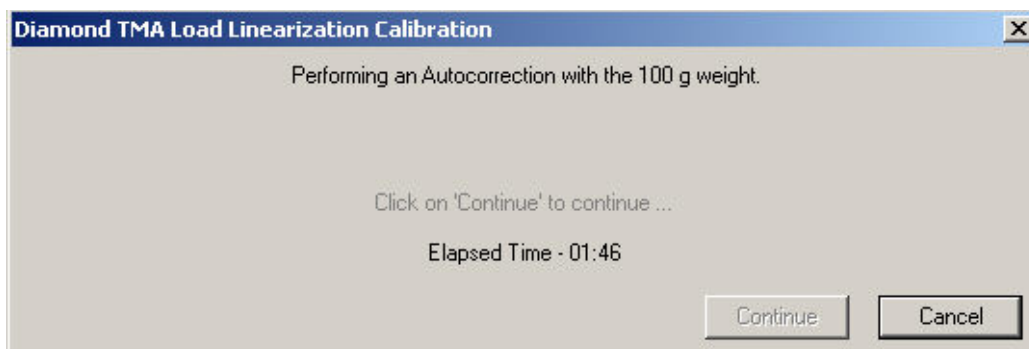 Diamond TMA Load Linearization Calibration
Performing an Autocorrection with the 100 g weight.
Click on 'Continue' to continue ...
Elapsed Time - 01:46
Continue Cancel